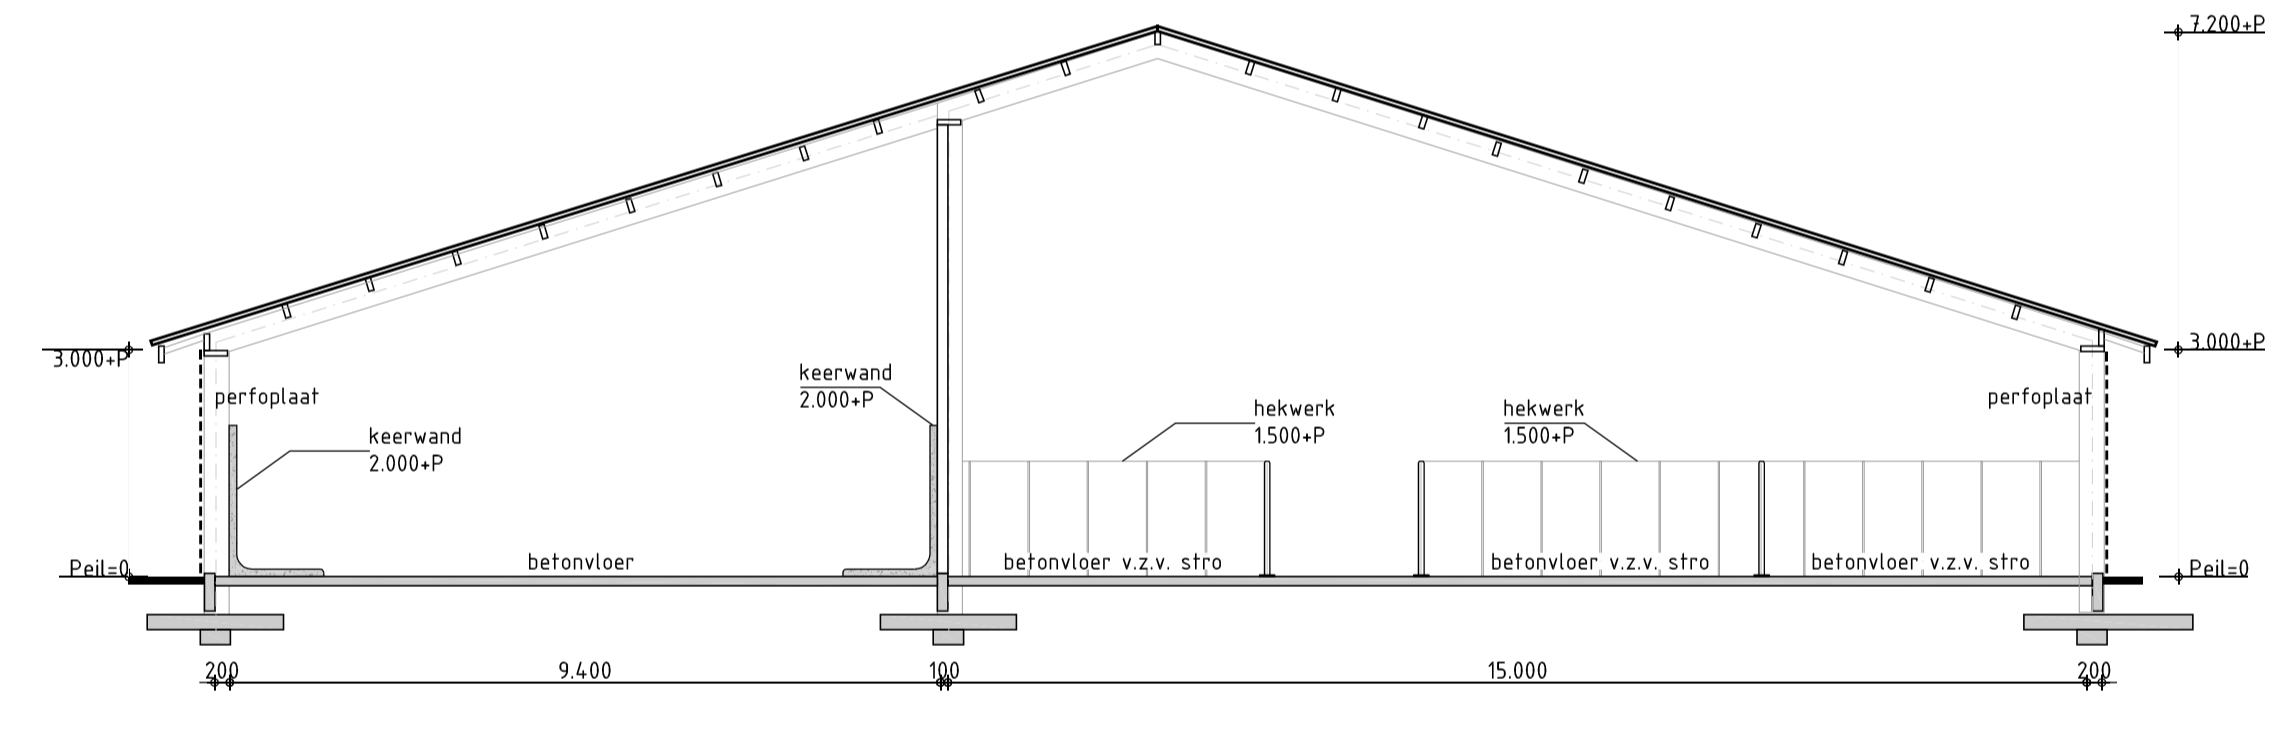 7.200+P
3.000+P
3.000+P
keerwand
2.000+P
perfoplaat
perfoplaat
hekwerk
1.500+P
hekwerk
1.500+P
keerwand
2.000+P
Peil=0
betonvloer
betonvloer v.z.v. stro
betonvloer v.z.v. stro
betonvloer v.z.v. stro
Peil=0
200
9.400
100
15.000
200